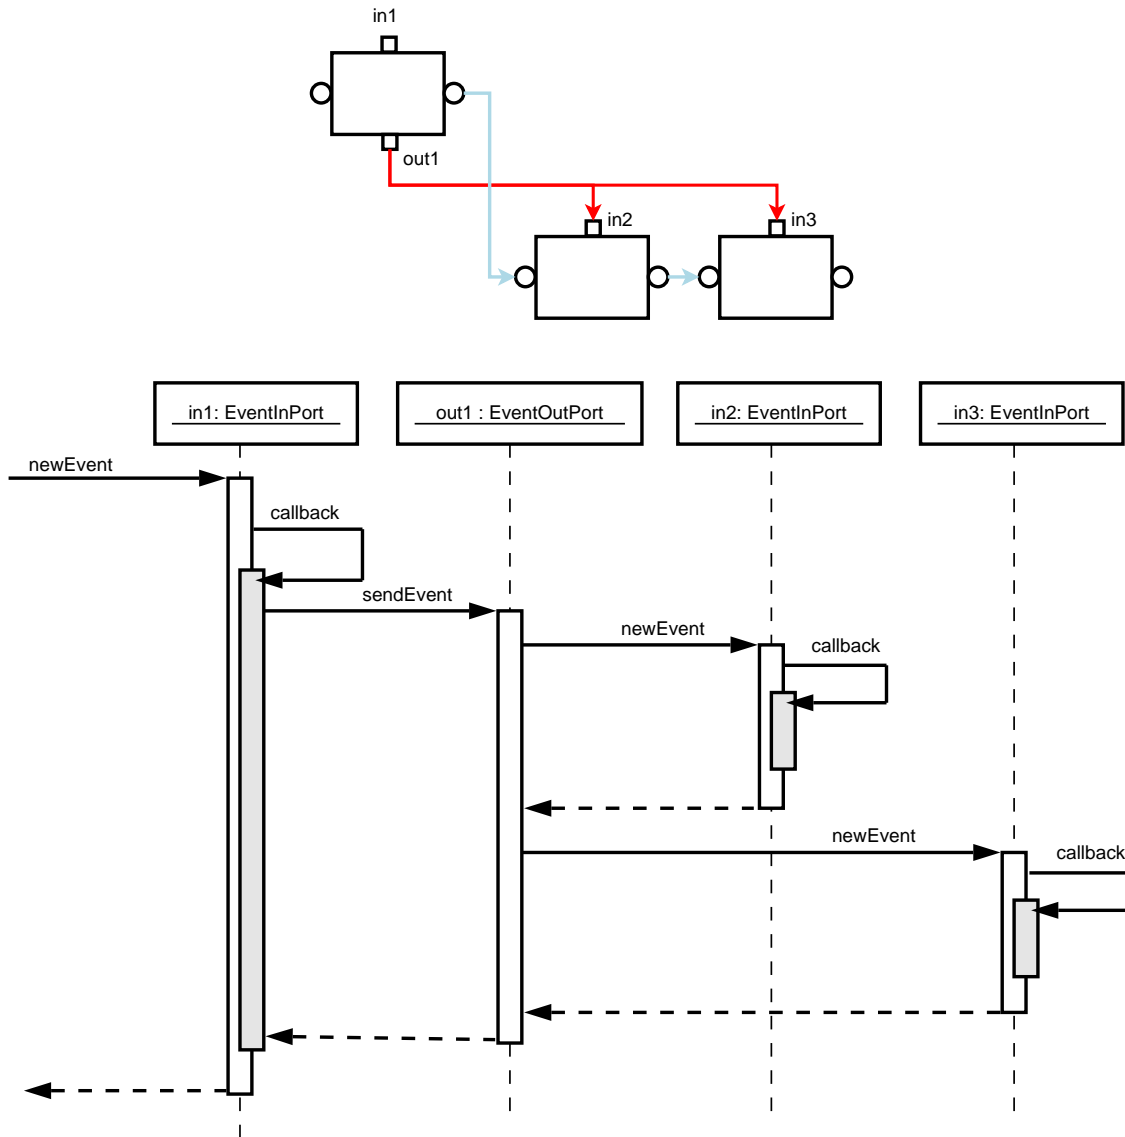 in1
out1
in2
in3
in1: EventInPort
out1 : EventOutPort
in2: EventInPort
in3: EventInPort
newEvent
callback
sendEvent
newEvent
callback
newEvent
callback